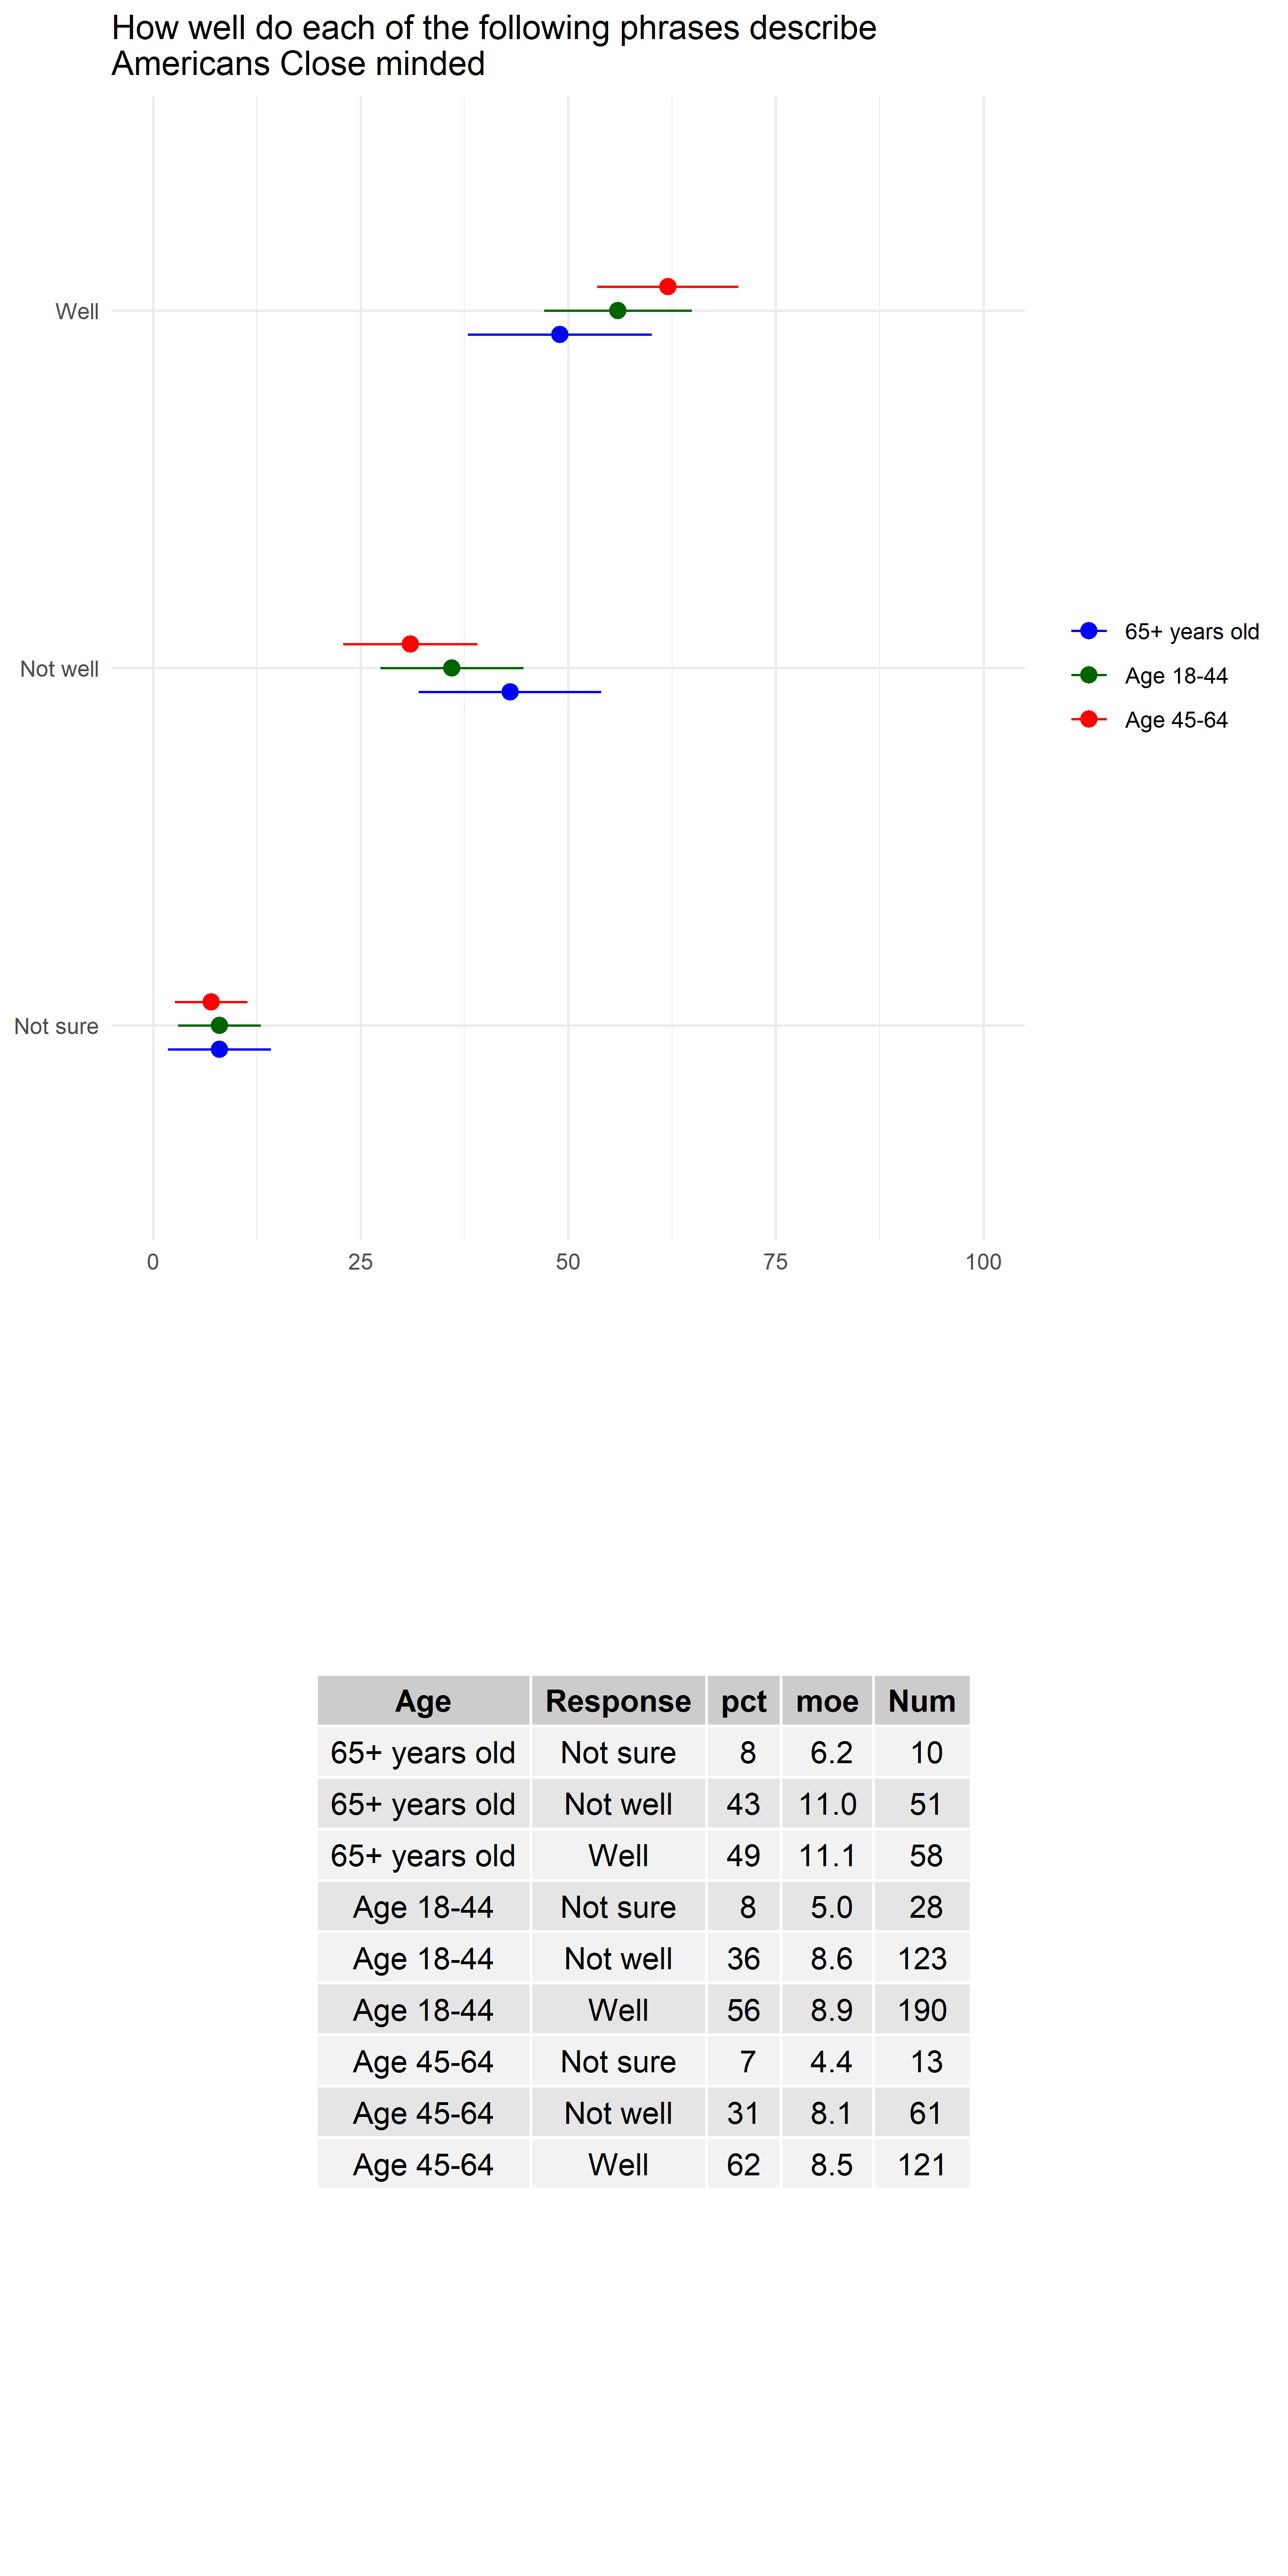 How well do each of the following phrases describe
Americans Close minded
Well
Not well
Not sure
0 25 50 75 100
65+ years old
Age 18-44
Age 45-64
Age Response pct moe Num
65+ years old Not sure 8 6.2 10
65+ years old Not well 43 11.0 51
65+ years old Well 49 11.1 58
Age 18-44 Not sure 8 5.0 28
Age 18-44 Not well 36 8.6 123
Age 18-44 Well 56 8.9 190
Age 45-64 Not sure 7 4.4 13
Age 45-64 Not well 31 8.1 61
Age 45-64 Well 62 8.5 121